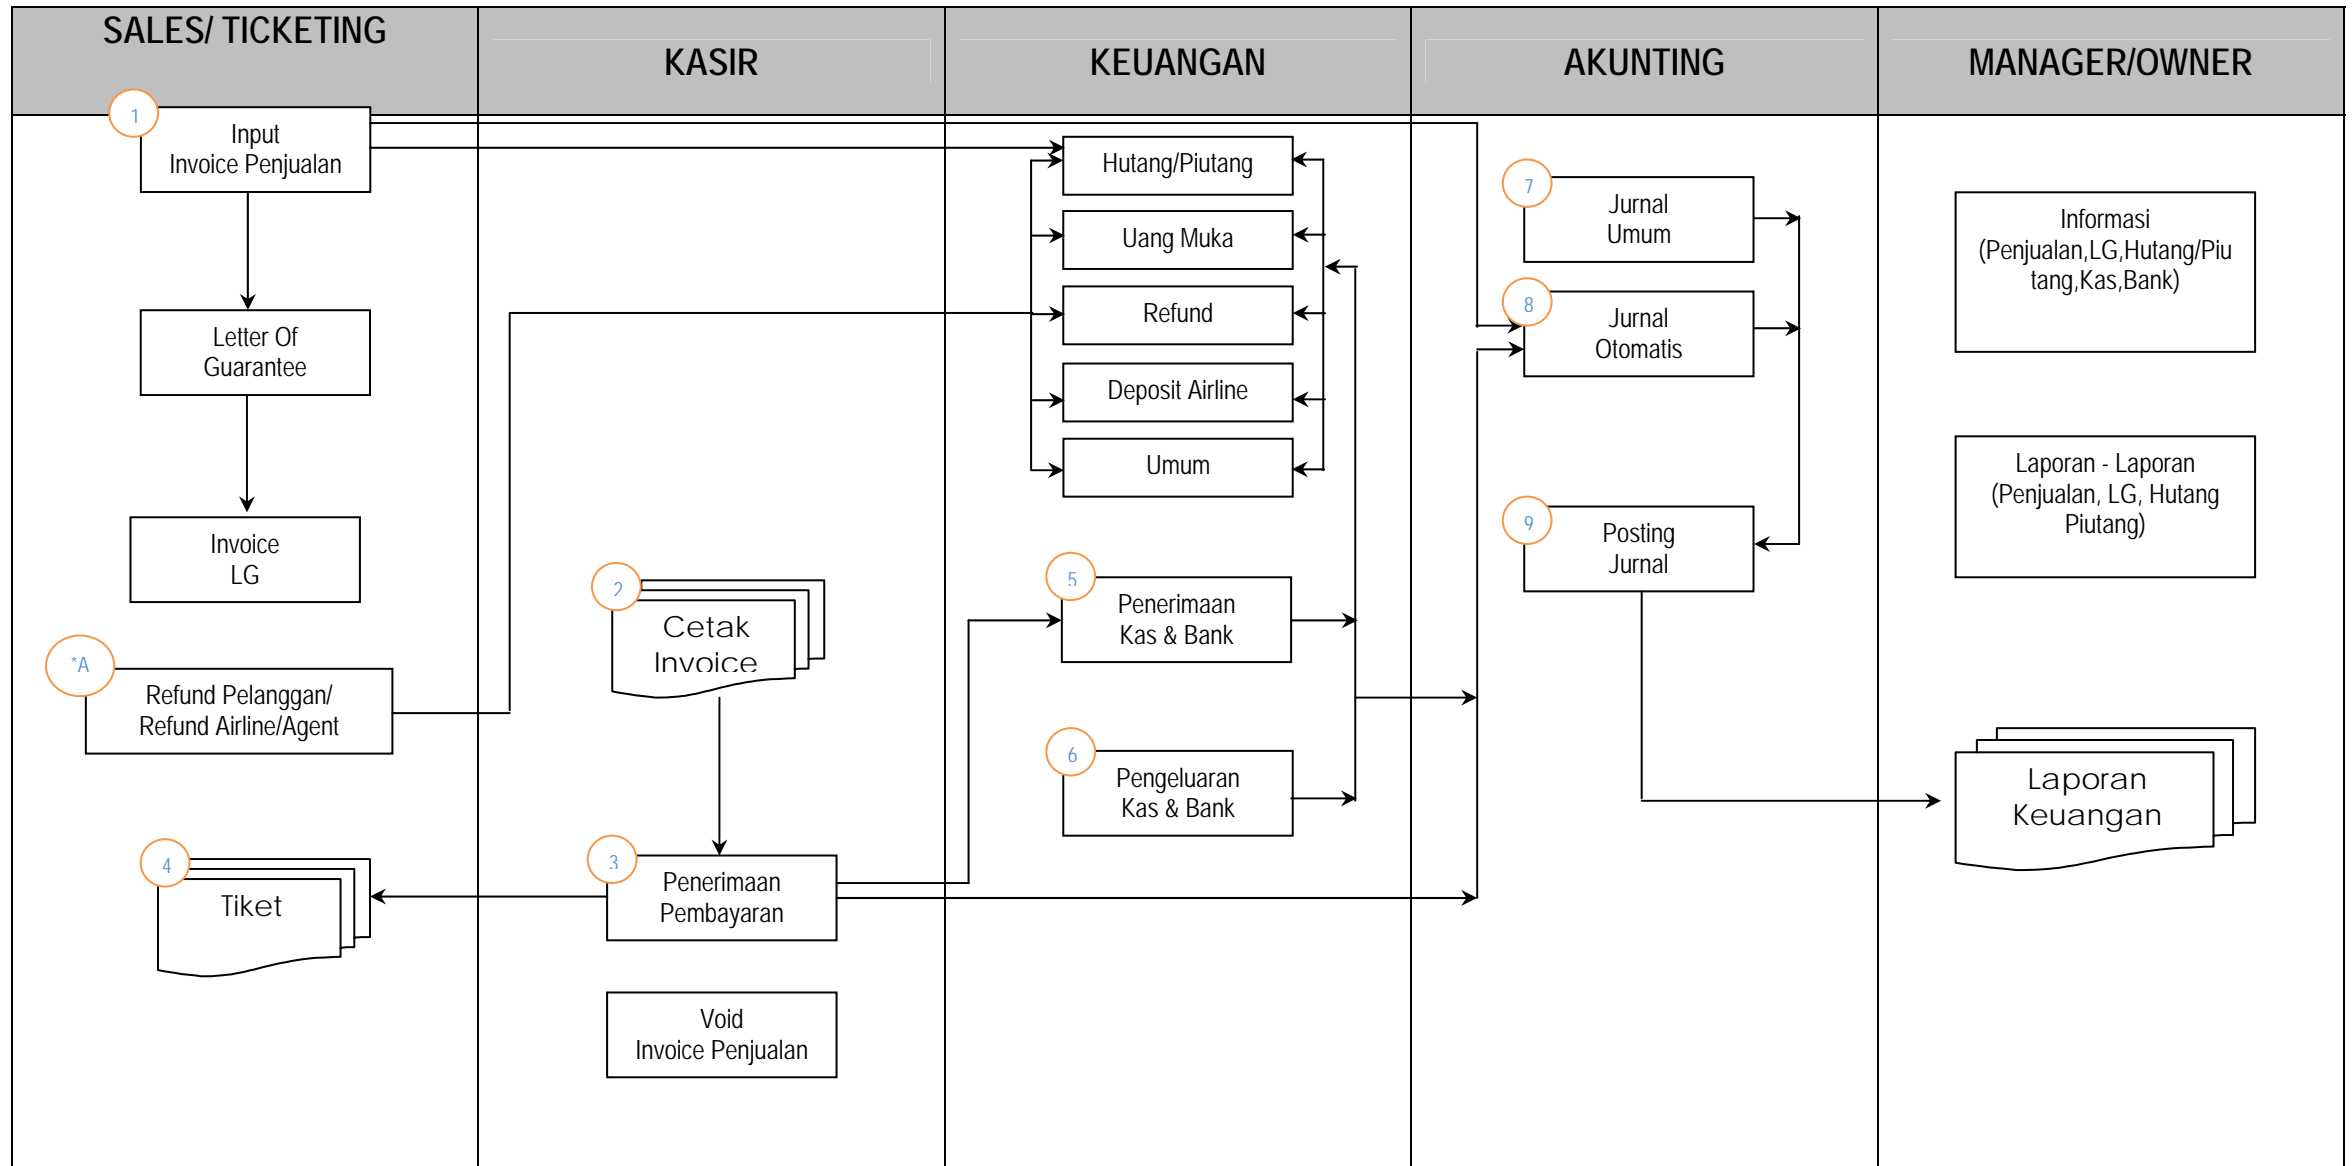 SALES/ TICKETING
KASIR
KEUANGAN
AKUNTING
MANAGER/OWNER
1
Input
Invoice Penjualan
Letter Of
Guarantee
Invoice
LG
*A
Refund Pelanggan/
Refund Airline/Agent
4
Tiket
2
Cetak
Invoice
3
Penerimaan
Pembayaran
Void
Invoice Penjualan
Hutang/Piutang
Uang Muka
Refund
Deposit Airline
Umum
5
Penerimaan
Kas & Bank
6
Pengeluaran
Kas & Bank
7
Jurnal
Umum
8
Jurnal
Otomatis
9
Posting
Jurnal
Informasi
(Penjualan,LG,Hutang/Piu
tang,Kas,Bank)
Laporan - Laporan
(Penjualan, LG, Hutang
Piutang)
Laporan
Keuangan